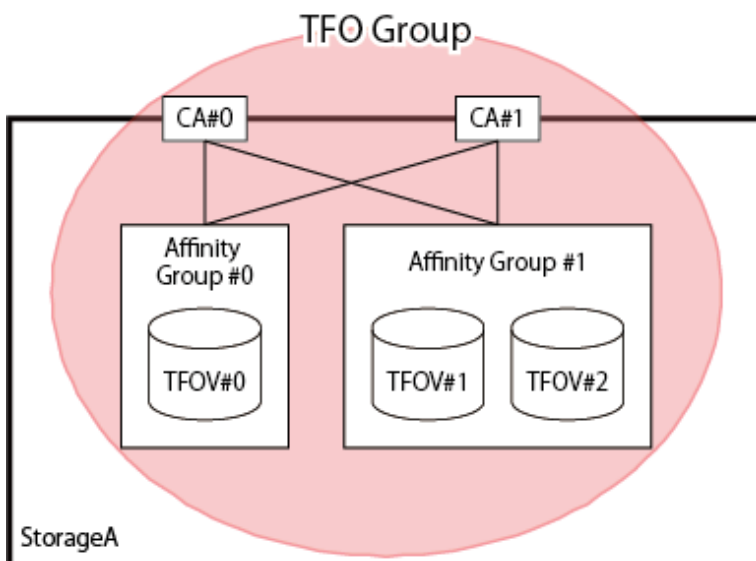 TFO Group
CA#0
CA#1
Affinity
Group #0
Affinity Group #1
TFOV#0
TFOV#1
TFOV#2
StorageA